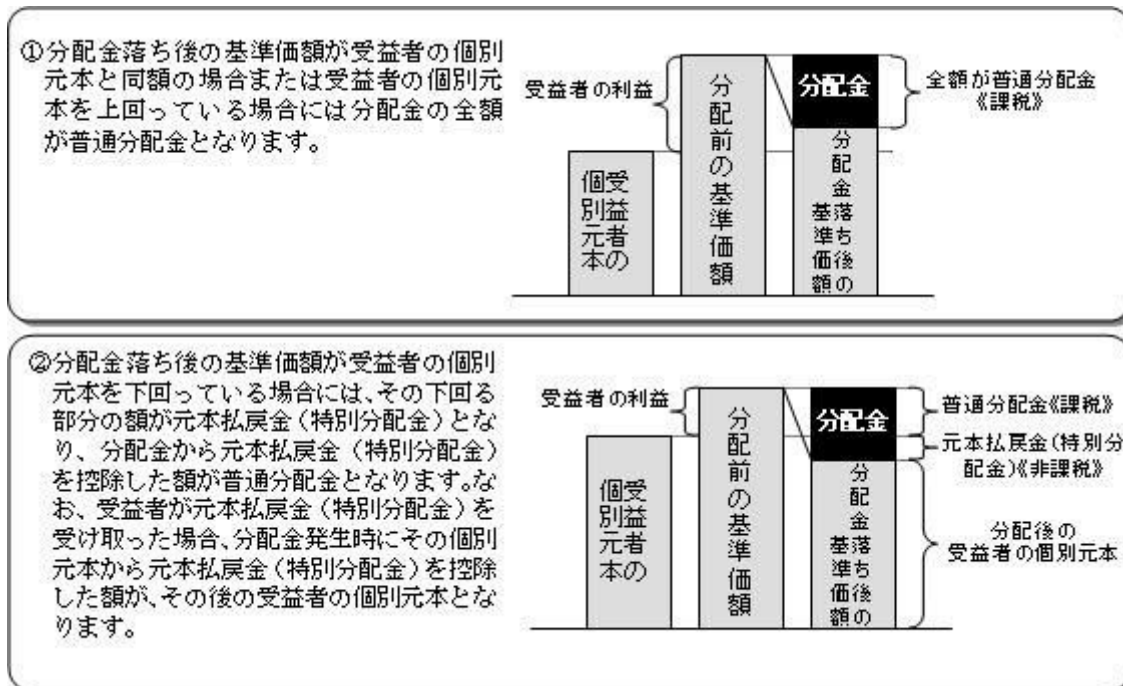 ①分配金落ち後の基準価額が受益者の個別
元本と同額の場合または受益者の個別元
本を上回っている場合には分配金の全額
が普通分配金となります。
受益者の利益
受益者の
個別元本
分配前の基準価額
分配金
分配金落ち後の
基準価額
全額が普通分配金
《課税》
②分配金落ち後の基準価額が受益者の個別
元本を下回っている場合には、その下回る
部分の額が元本払戻金(特別分配金)とな
り、分配金から元本払戻金(特別分配金)
を控除した額が普通分配金となります。な
お、受益者が元本払戻金(特別分配金)を
受け取った場合、分配金発生時にその個別
元本から元本払戻金(特別分配金)を控除
した額が、その後の受益者の個別元本とな
ります。
受益者の利益
受益者の
個別元本
分配前の基準価額
分配金
分配金落ち後の
基準価額
普通分配金《課税》
元本払戻金(特別分
配金)《非課税》
分配後の
受益者の個別元本